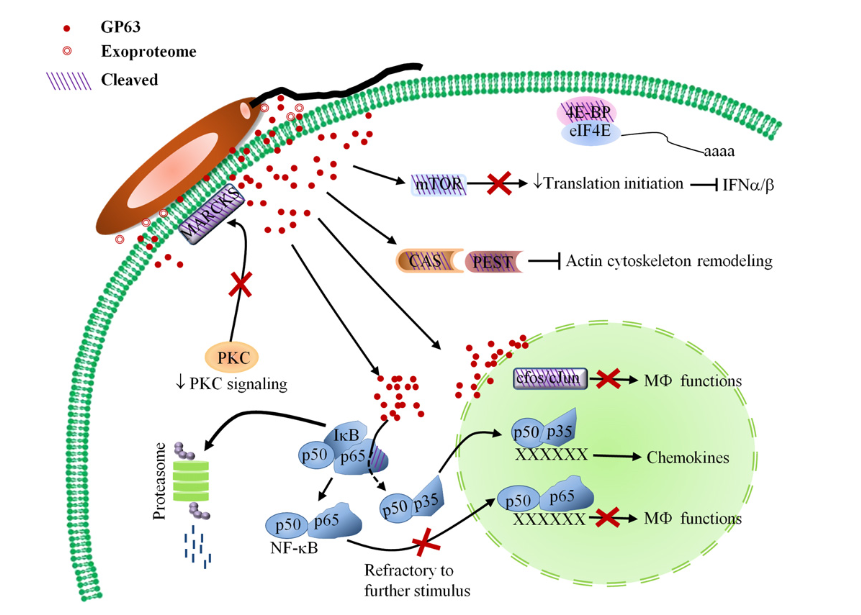 GP63
Exoproteome
Cleaved
4E-BP
eIF4E
aaaa
mTOR
↓Translation initiation
IFNα/β
MARCKS
CAS
PEST
Actin cytoskeleton remodeling
PKC
↓ PKC signaling
cfos/cJun
MΦ functions
IκB
p50
p65
p50
p35
XXXXXX
Chemokines
Proteasome
p50
p35
p50
p65
XXXXXX
MΦ functions
p50
p65
NF-κB
Refractory to
further stimulus